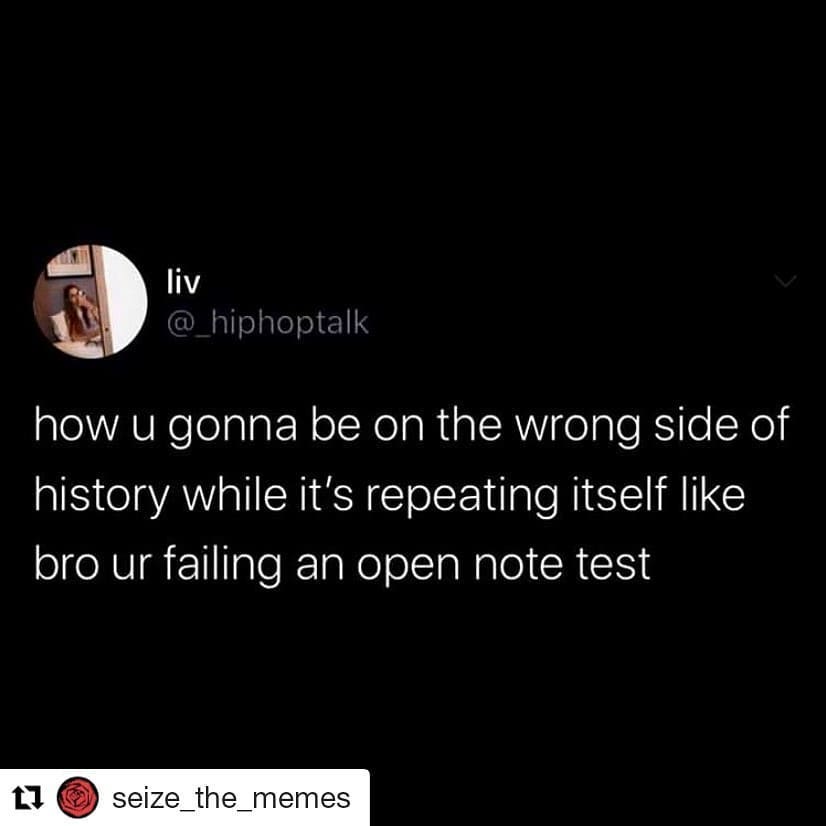 liv
@_hiphoptalk
how u gonna be on the wrong side of
history while it's repeating itself like
bro ur failing an open note test
seize_the_memes